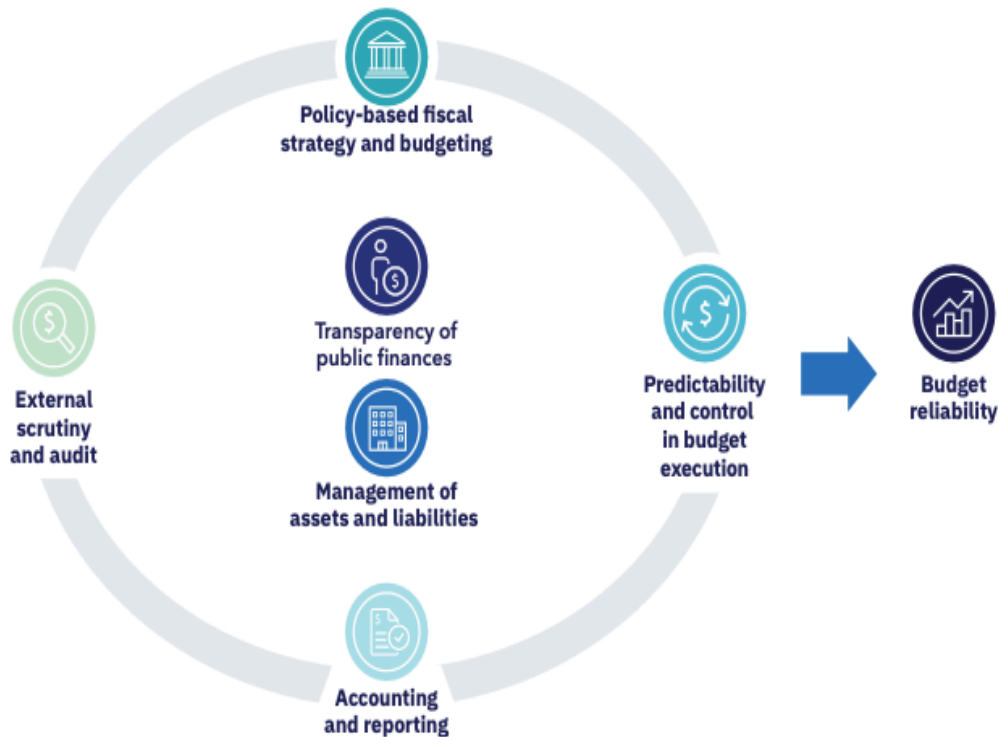 Policy-based fiscal
strategy and budgeting
$
Transparency of
public finances
$
External
scrutiny
and audit
$
Predictability
and control
in budget
execution
Budget
reliability
Management of
assets and liabilities
$
Accounting
and reporting